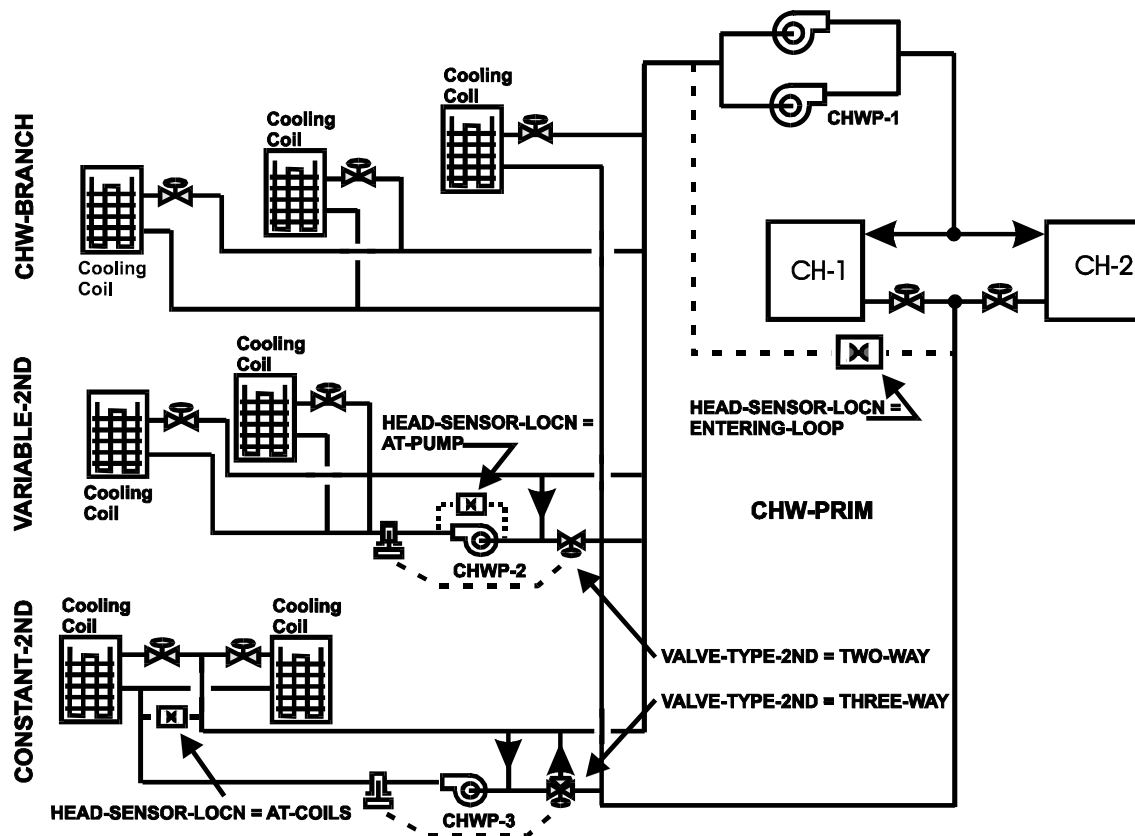 CHWP-1
Cooling
Coil
Cooling
Coil
CHW-BRANCH
Cooling
Coil
CH-1
CH-2
Cooling
Coil
HEAD-SENSOR-LOCN =
AT-PUMP
HEAD-SENSOR-LOCN =
ENTERING-LOOP
VARIABLE-2ND
Cooling
Coil
CHW-PRIM
CHWP-2
Cooling
Coil
Cooling
Coil
CONSTANT-2ND
VALVE-TYPE-2ND = TWO-WAY
VALVE-TYPE-2ND = THREE-WAY
HEAD-SENSOR-LOCN = AT-COILS
CHWP-3